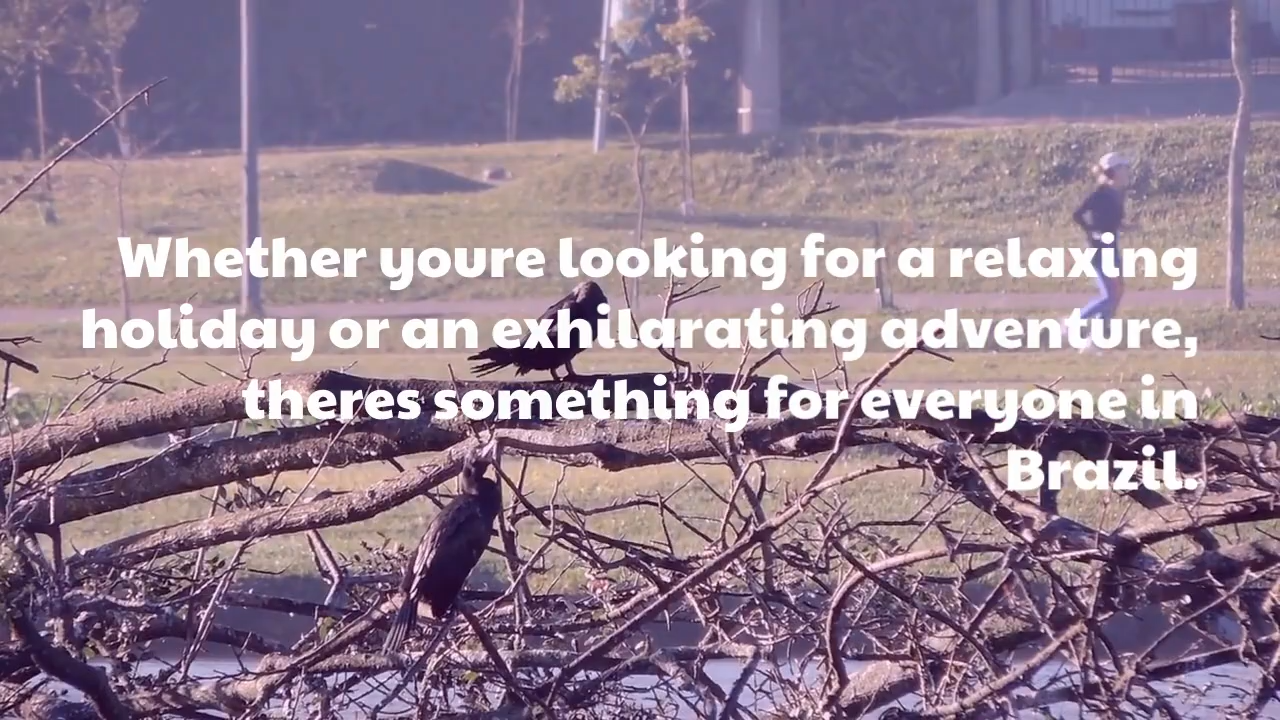 Whether youre looking for a relaxing
holiday or an exhilarating adventure,
theres something for everyone in
Brazil.